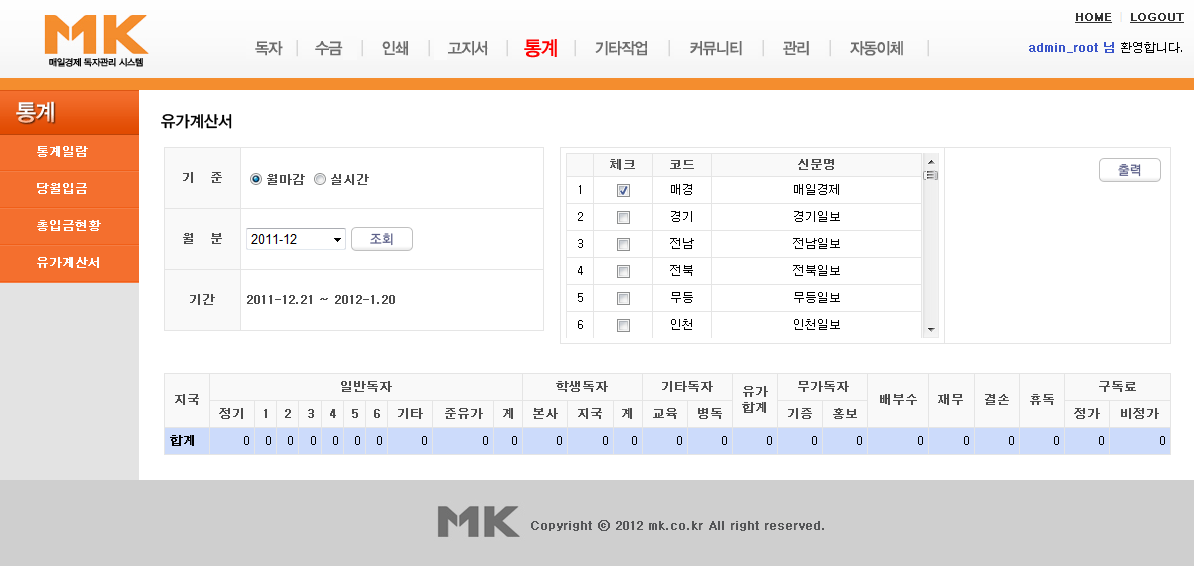 HOME | LOGOUT
MK
매일경제 독자관리 시스템
독자 | 수금 | 인쇄 | 고지서 | 통계 | 기타작업 | 커뮤니티 | 관리 | 자동이체 |
admin_root 님 환영합니다.
통계
통계일람
당월입금
총입금현황
유가계산서
유가계산서
기 준 월마감 실시간
월 분 2011-12 조회
기간 2011-12.21 ~ 2012-1.20
체크 코드 신문명
1 매경 매일경제
2 경기 경기일보
3 전남 전남일보
4 전북 전북일보
5 무등 무등일보
6 인천 인천일보
출력
지국 일반독자 학생독자 기타독자 유가 합계 무가독자 배부수 재무 결손 휴독 구독료
정기 1 2 3 4 5 6 기타 준유가 계 본사 지국 계 교육 병독 기증 홍보 정가 비정가
합계 0 0 0 0 0 0 0 0 0 0 0 0 0 0 0 0 0 0 0 0 0 0 0 0
MK Copyright ⓒ 2012 mk.co.kr All right reserved.